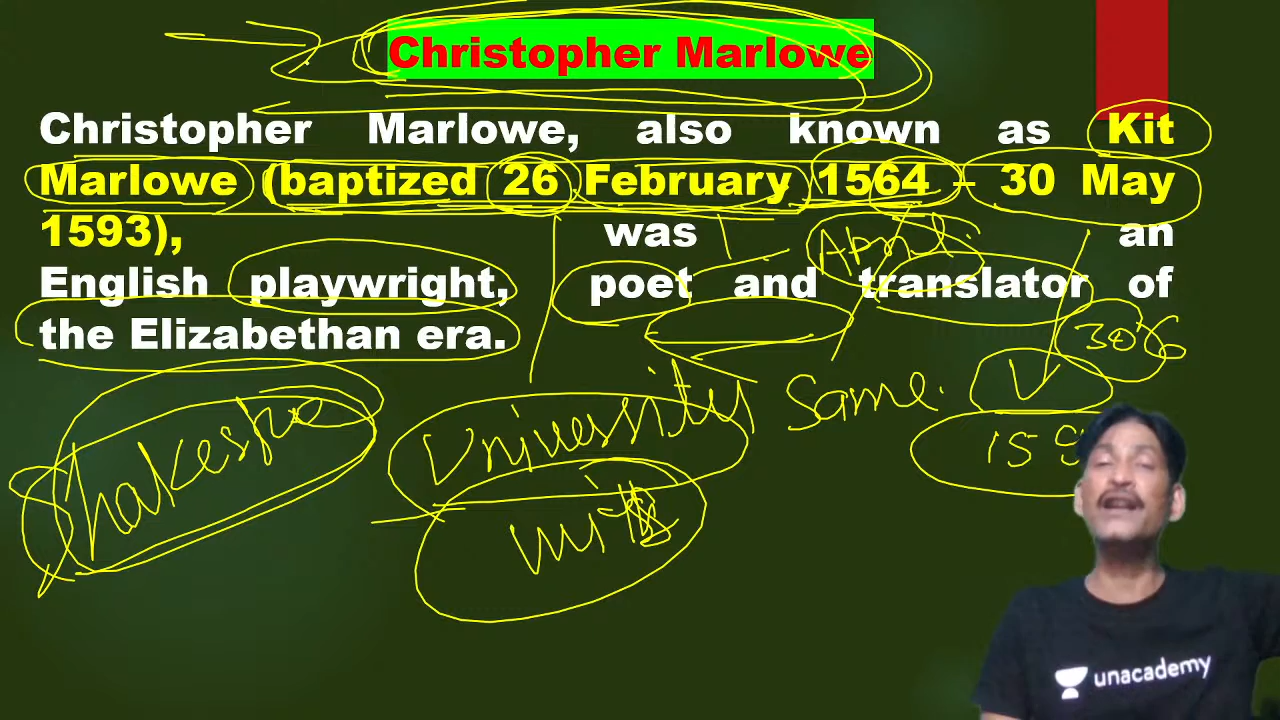 Christopher Marlowe
Christopher Marlowe, also known as Kit
Marlowe (baptized 26 February 1564 – 30 May
1593), was an
English playwright, poet and translator of
the Elizabethan era.
April
Same.
University
unacademy